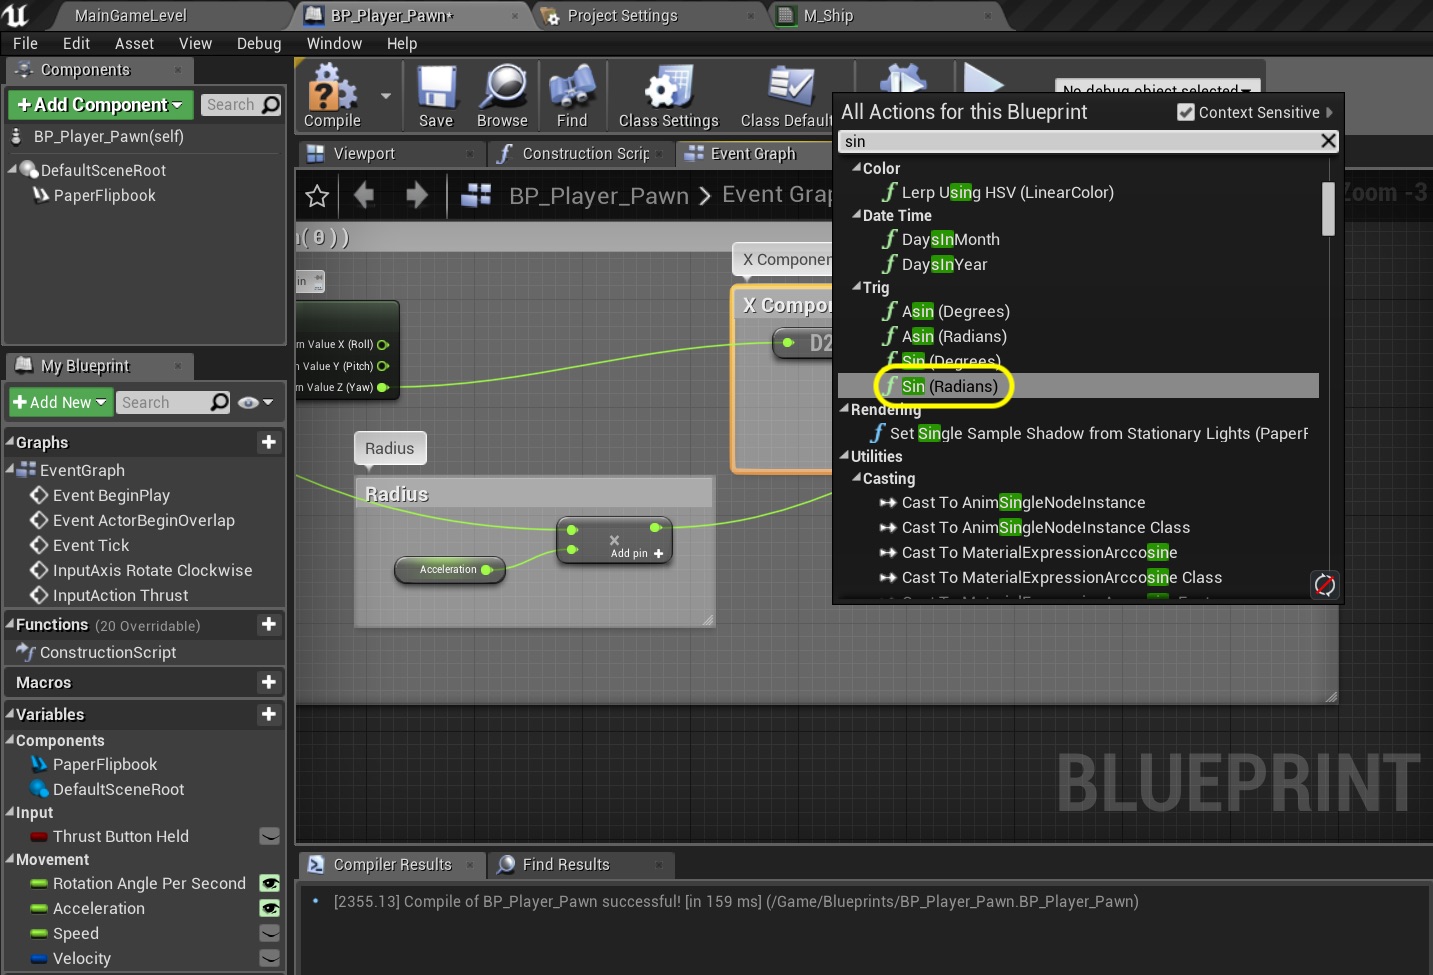 MainGameLevel
BP_Player_Pawn*
Project Settings
M_Ship
File Edit Asset View Debug Window Help
Components
+Add Component
Search
BP_Player_Pawn(self)
DefaultSceneRoot
PaperFlipbook
My Blueprint
+Add New
Search
Graphs
EventGraph
Event BeginPlay
Event ActorBeginOverlap
Event Tick
InputAxis Rotate Clockwise
InputAction Thrust
Functions (20 Overridable)
ConstructionScript
Macros
Variables
Components
PaperFlipbook
DefaultSceneRoot
Input
Thrust Button Held
Movement
Rotation Angle Per Second
Acceleration
Speed
Velocity
Compile
Save
Browse
Find
Class Settings
Class Default
No debug object selected
Viewport
Construction Scrip
Event Graph
BP_Player_Pawn > Event Gra
Zoom -3
(θ))
in
n Value X (Roll)
n Value Y (Pitch)
n Value Z (Yaw)
X Componen
X Compo
D2
Radius
Radius
×
Add pin +
Acceleration
All Actions for this Blueprint
Context Sensitive
sin
Color
Lerp Using HSV (LinearColor)
Date Time
DaysInMonth
DaysInYear
Trig
Asin (Degrees)
Asin (Radians)
Sin (Degrees)
Sin (Radians)
Rendering
Set Single Sample Shadow from Stationary Lights (PaperF
Utilities
Casting
Cast To AnimSingleNodeInstance
Cast To AnimSingleNodeInstance Class
Cast To MaterialExpressionArccosine
Cast To MaterialExpressionArccosine Class
BLUEPRINT
Compiler Results
Find Results
[2355.13] Compile of BP_Player_Pawn successful! [in 159 ms] (/Game/Blueprints/BP_Player_Pawn.BP_Player_Pawn)